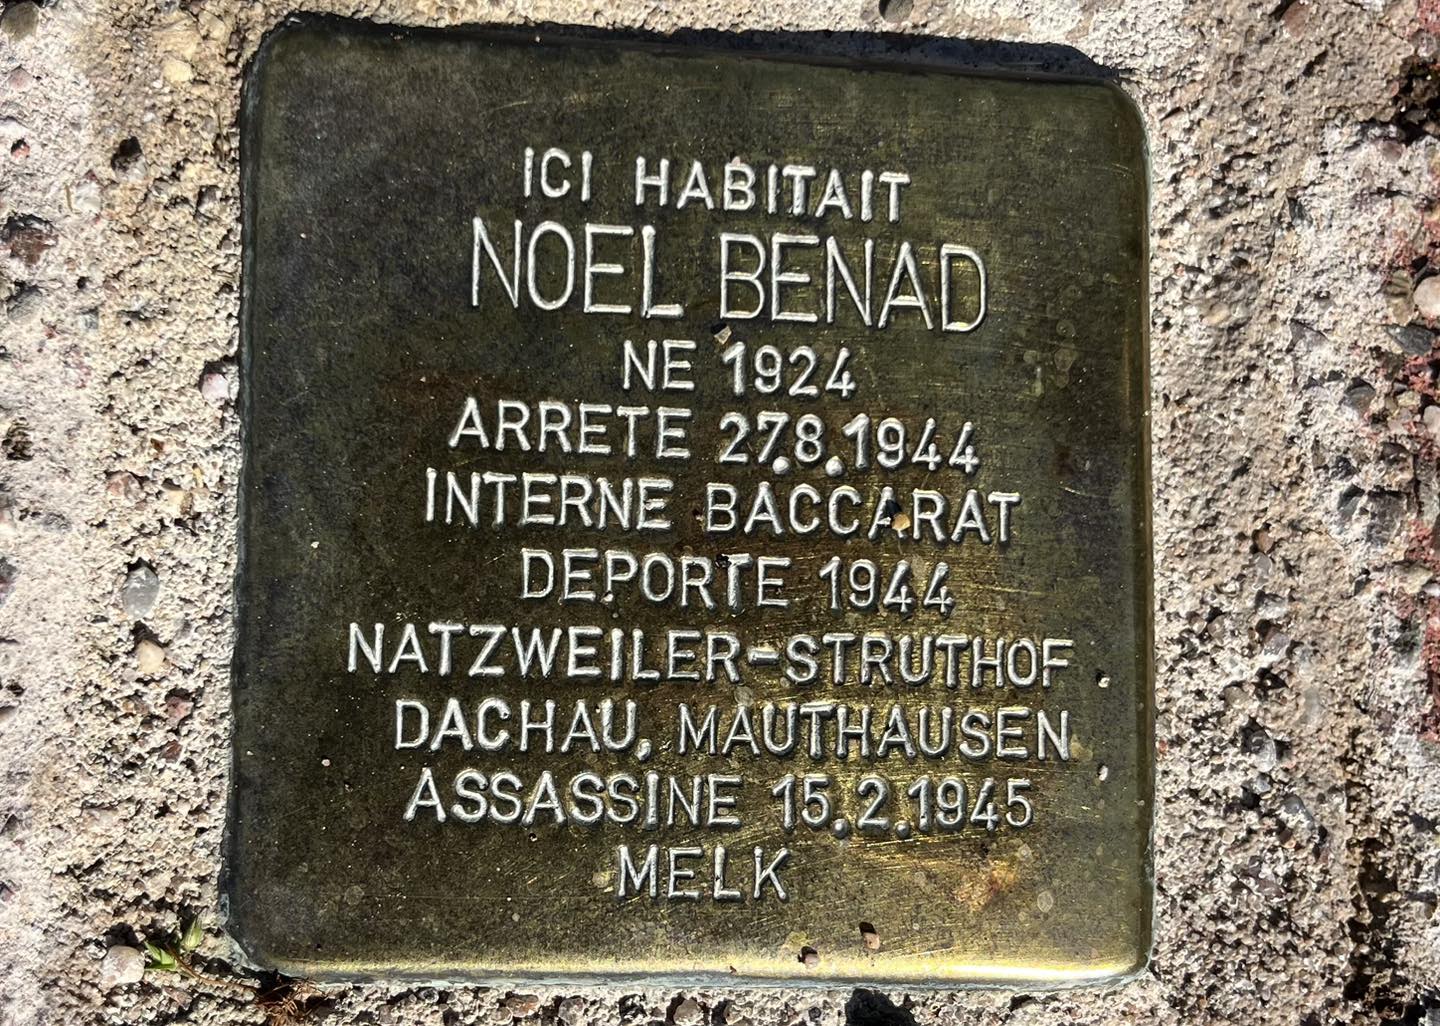 ICI HABITAIT
NOEL BENAD
NE 1924
ARRETE 27.8.1944
INTERNE BACCARAT
DEPORTE 1944
NATZWEILER-STRUTHOF
DACHAU, MAUTHAUSEN
ASSASSINE 15.2.1945
MELK